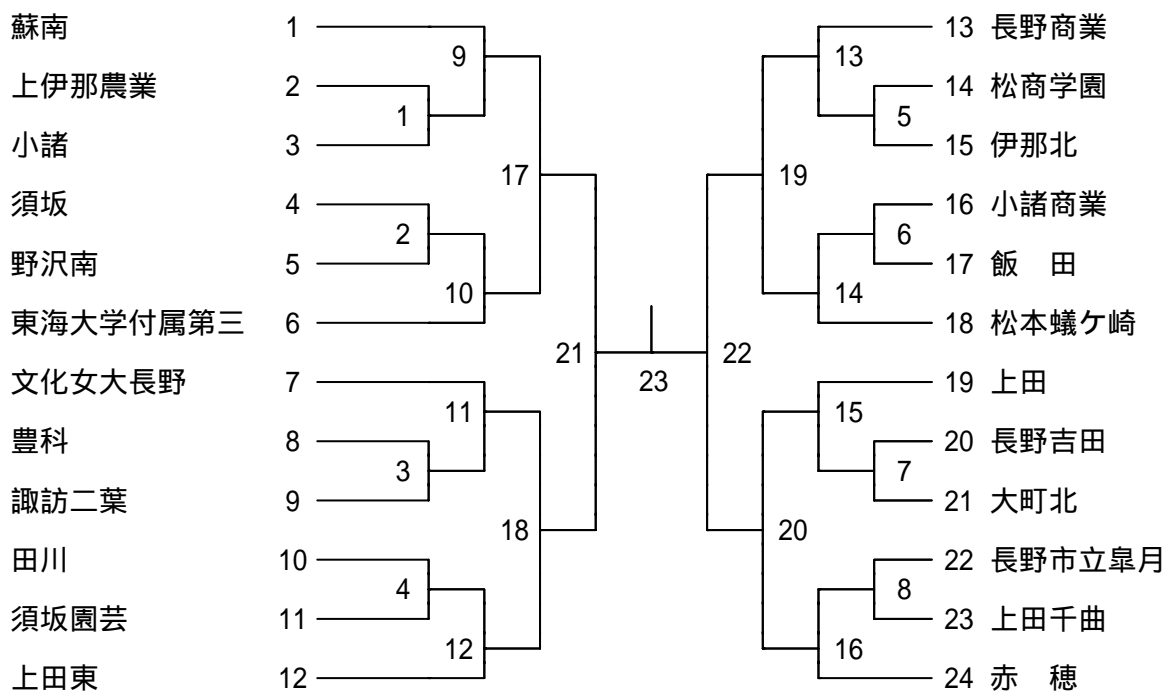 蘇南 1
上伊那農業 2
小諸 3
須坂 4
野沢南 5
東海大学付属第三 6
文化女大長野 7
豊科 8
諏訪二葉 9
田川 10
須坂園芸 11
上田東 12
9
1
17
2
10
21
11
3
18
4
12
23
13
5
19
6
14
22
15
7
20
8
16
13 長野商業
14 松商学園
15 伊那北
16 小諸商業
17 飯　田
18 松本蟻ケ崎
19 上田
20 長野吉田
21 大町北
22 長野市立皐月
23 上田千曲
24 赤　穂